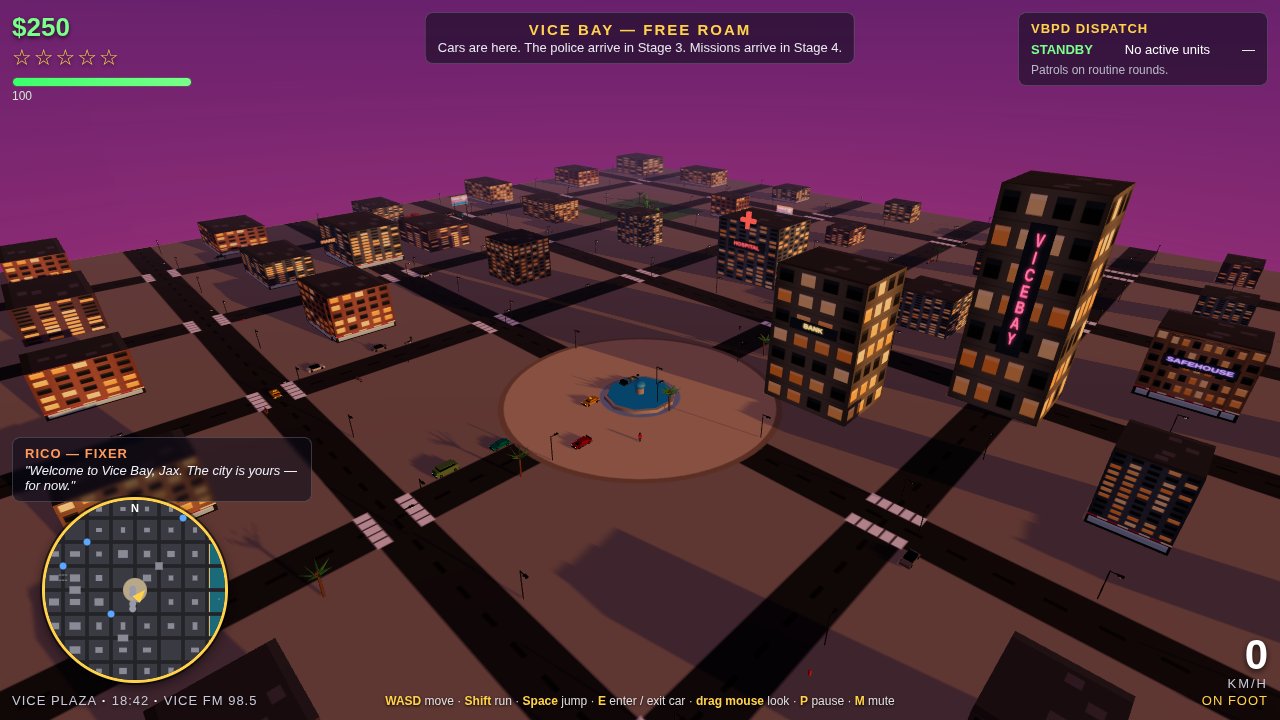 $250
☆☆☆☆☆
100
VICE BAY — FREE ROAM
Cars are here. The police arrive in Stage 3. Missions arrive in Stage 4.
VBPD DISPATCH
STANDBY No active units —
Patrols on routine rounds.
HOSPITAL
BANK
VICEBAY
SAFEHOUSE
RICO — FIXER
"Welcome to Vice Bay, Jax. The city is yours —
for now."
N
VICE PLAZA • 18:42 • VICE FM 98.5
WASD move · Shift run · Space jump · E enter / exit car · drag mouse look · P pause · M mute
0
KM/H
ON FOOT